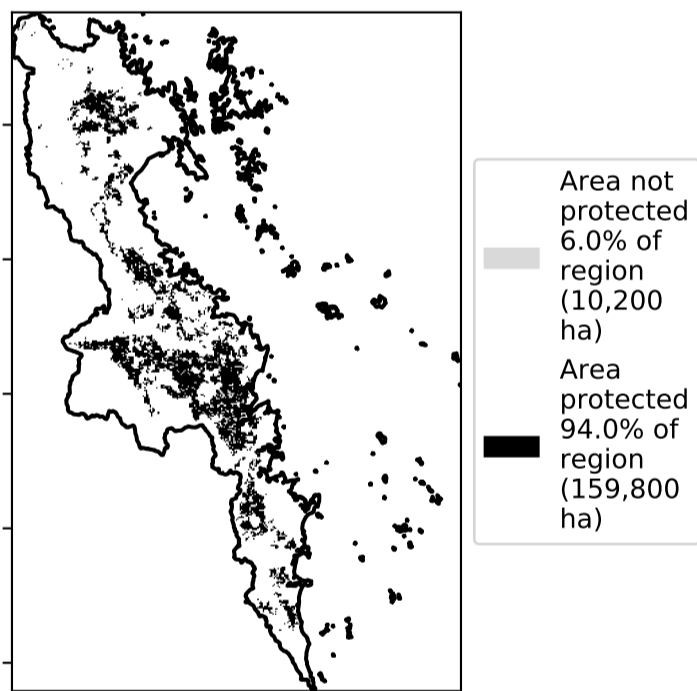 Area not
protected
6.0% of
region
(10,200
ha)
Area
protected
94.0% of
region
(159,800
ha)